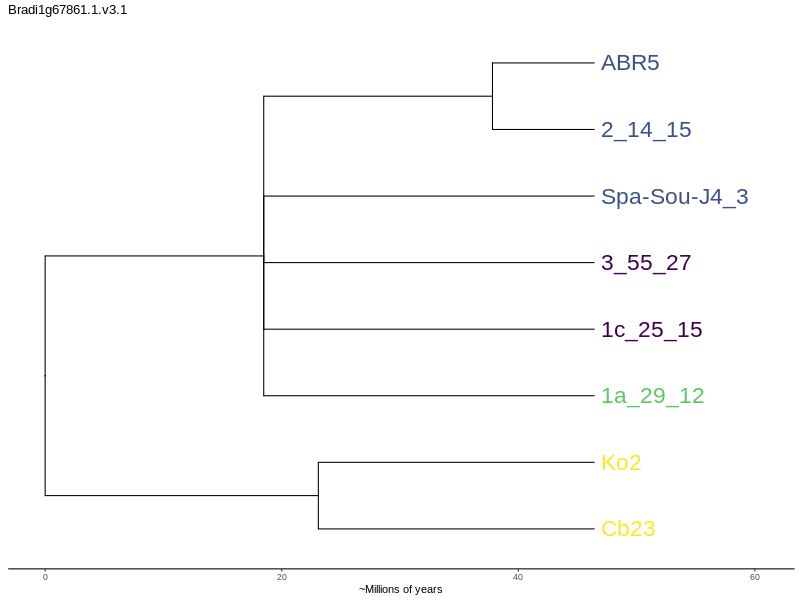 Bradi1g67861.1.v3.1
ABR5
2_14_15
Spa-Sou-J4_3
3_55_27
1c_25_15
1a_29_12
Ko2
Cb23
0 20 40 60
~Millions of years